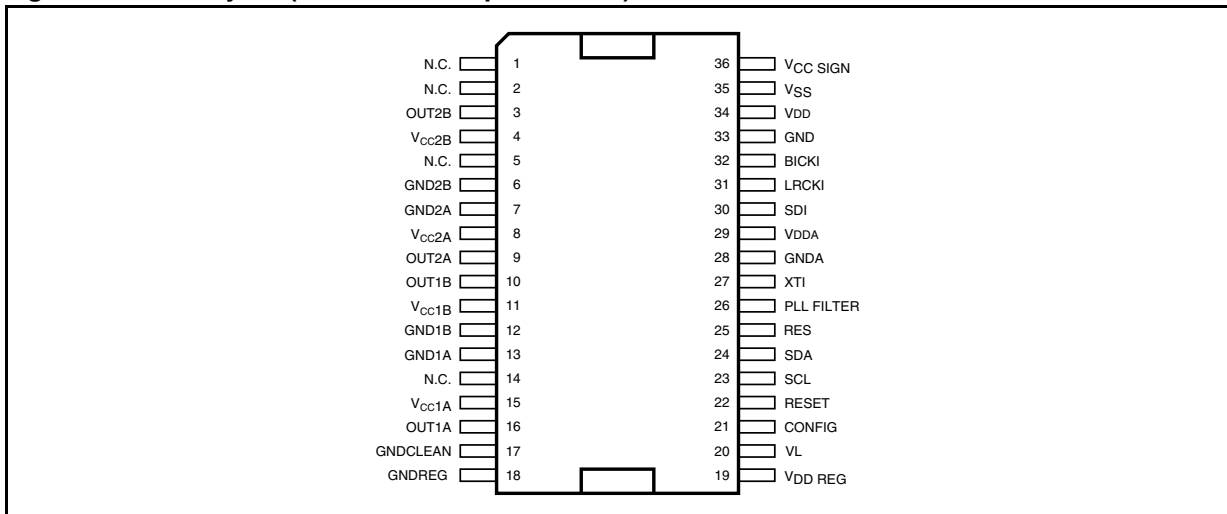 N.C. 1 36 VCC SIGN
N.C. 2 35 VSS
OUT2B 3 34 VDD
VCC2B 4 33 GND
N.C. 5 32 BICKI
GND2B 6 31 LRCKI
GND2A 7 30 SDI
VCC2A 8 29 VDDA
OUT2A 9 28 GNDA
OUT1B 10 27 XTI
VCC1B 11 26 PLL FILTER
GND1B 12 25 RES
GND1A 13 24 SDA
N.C. 14 23 SCL
VCC1A 15 22 RESET
OUT1A 16 21 CONFIG
GNDCLEAN 17 20 VL
GNDREG 18 19 VDD REG